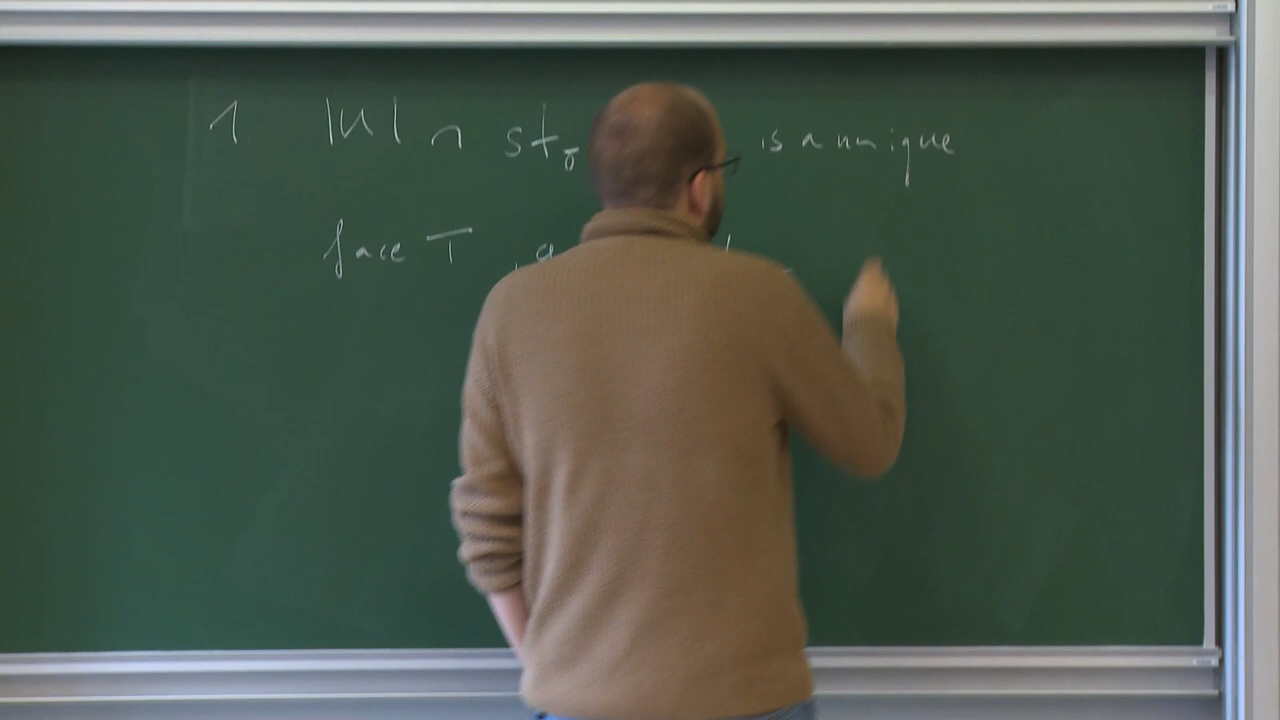 1 |U| ∩ st_σ is a unique
face T